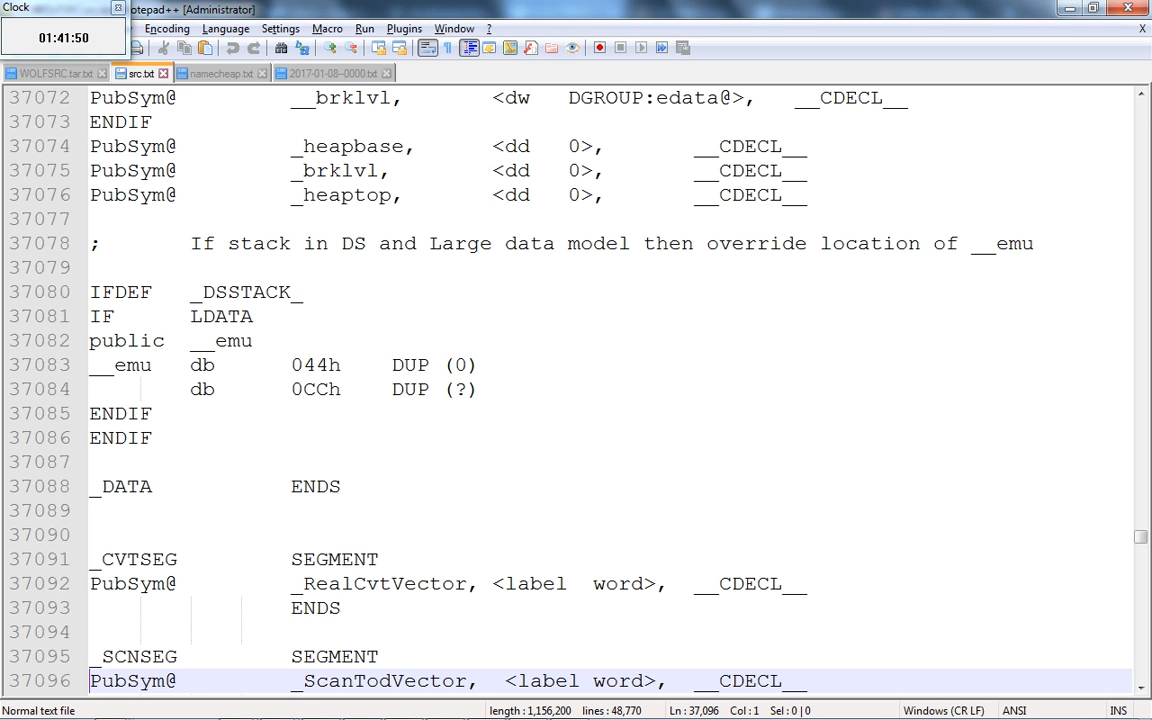 Clock
01:41:50
otepad++ [Administrator]
Encoding Language Settings Macro Run Plugins Window ? X
WOLFSRC.tar.txt src.txt namecheap.txt 2017-01-08--0000.txt
37072 PubSym@ __brklvl, <dw DGROUP:edata@>, __CDECL__
37073 ENDIF
37074 PubSym@ _heapbase, <dd 0>, __CDECL__
37075 PubSym@ _brklvl, <dd 0>, __CDECL__
37076 PubSym@ _heaptop, <dd 0>, __CDECL__
37077
37078 ; If stack in DS and Large data model then override location of __emu
37079
37080 IFDEF _DSSTACK_
37081 IF LDATA
37082 public __emu
37083 __emu db 044h DUP (0)
37084 db 0CCh DUP (?)
37085 ENDIF
37086 ENDIF
37087
37088 _DATA ENDS
37089
37090
37091 _CVTSEG SEGMENT
37092 PubSym@ _RealCvtVector, <label word>, __CDECL__
37093 ENDS
37094
37095 _SCNSEG SEGMENT
37096 PubSym@ _ScanTodVector, <label word>, __CDECL__
Normal text file length : 1,156,200 lines : 48,770 Ln : 37,096 Col : 1 Sel : 0 | 0 Windows (CR LF) ANSI INS